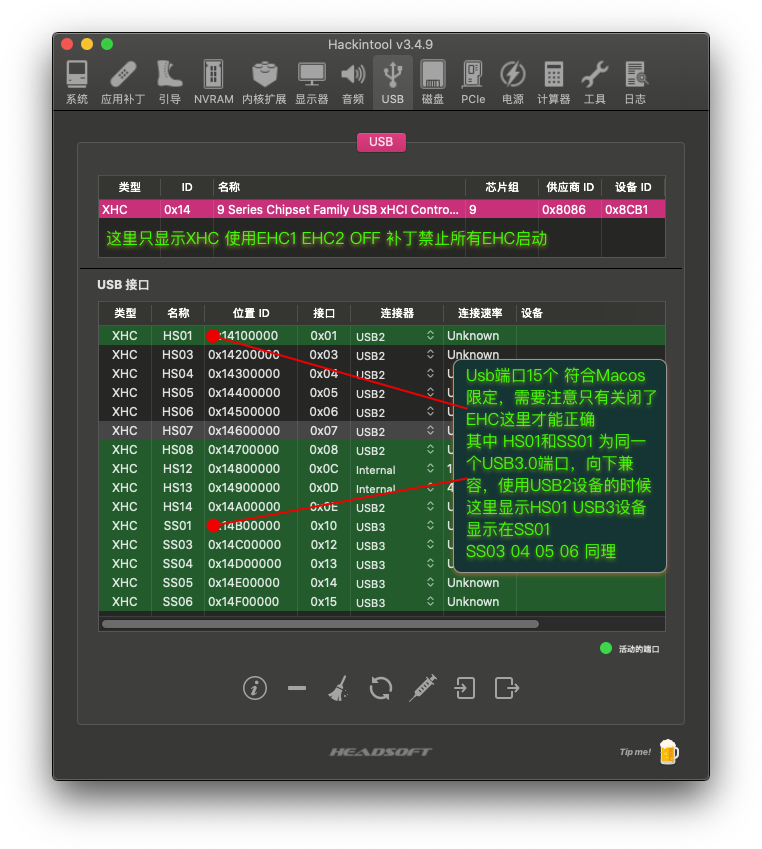 Hackintool v3.4.9
系统 应用补丁 引导 NVRAM 内核扩展 显示器 音频 USB 磁盘 PCIe 电源 计算器 工具 日志
USB
类型 ID 名称 芯片组 供应商 ID 设备 ID
XHC 0x14 9 Series Chipset Family USB xHCI Contro... 9 0x8086 0x8CB1
这里只显示XHC 使用EHC1 EHC2 OFF 补丁禁止所有EHC启动
USB 接口
类型 名称 位置 ID 接口 连接器 连接速率 设备
XHC HS01 0x14100000 0x01 USB2 Unknown
XHC HS03 0x14200000 0x03 USB2 Unknown
XHC HS04 0x14300000 0x04 USB2
XHC HS05 0x14400000 0x05 USB2
XHC HS06 0x14500000 0x06 USB2
XHC HS07 0x14600000 0x07 USB2
XHC HS08 0x14700000 0x08 USB2
XHC HS12 0x14800000 0x0C Internal 1
XHC HS13 0x14900000 0x0D Internal 4
XHC HS14 0x14A00000 0x0E USB2
XHC SS01 0x14B00000 0x10 USB3
XHC SS03 0x14C00000 0x12 USB3
XHC SS04 0x14D00000 0x13 USB3
XHC SS05 0x14E00000 0x14 USB3 Unknown
XHC SS06 0x14F00000 0x15 USB3 Unknown
Usb端口15个 符合Macos
限定，需要注意只有关闭了
EHC这里才能正确
其中 HS01和SS01 为同一
个USB3.0端口，向下兼
容，使用USB2设备的时候
这里显示HS01 USB3设备
显示在SS01
SS03 04 05 06 同理
活动的端口
HEADSOFT
Tip me!